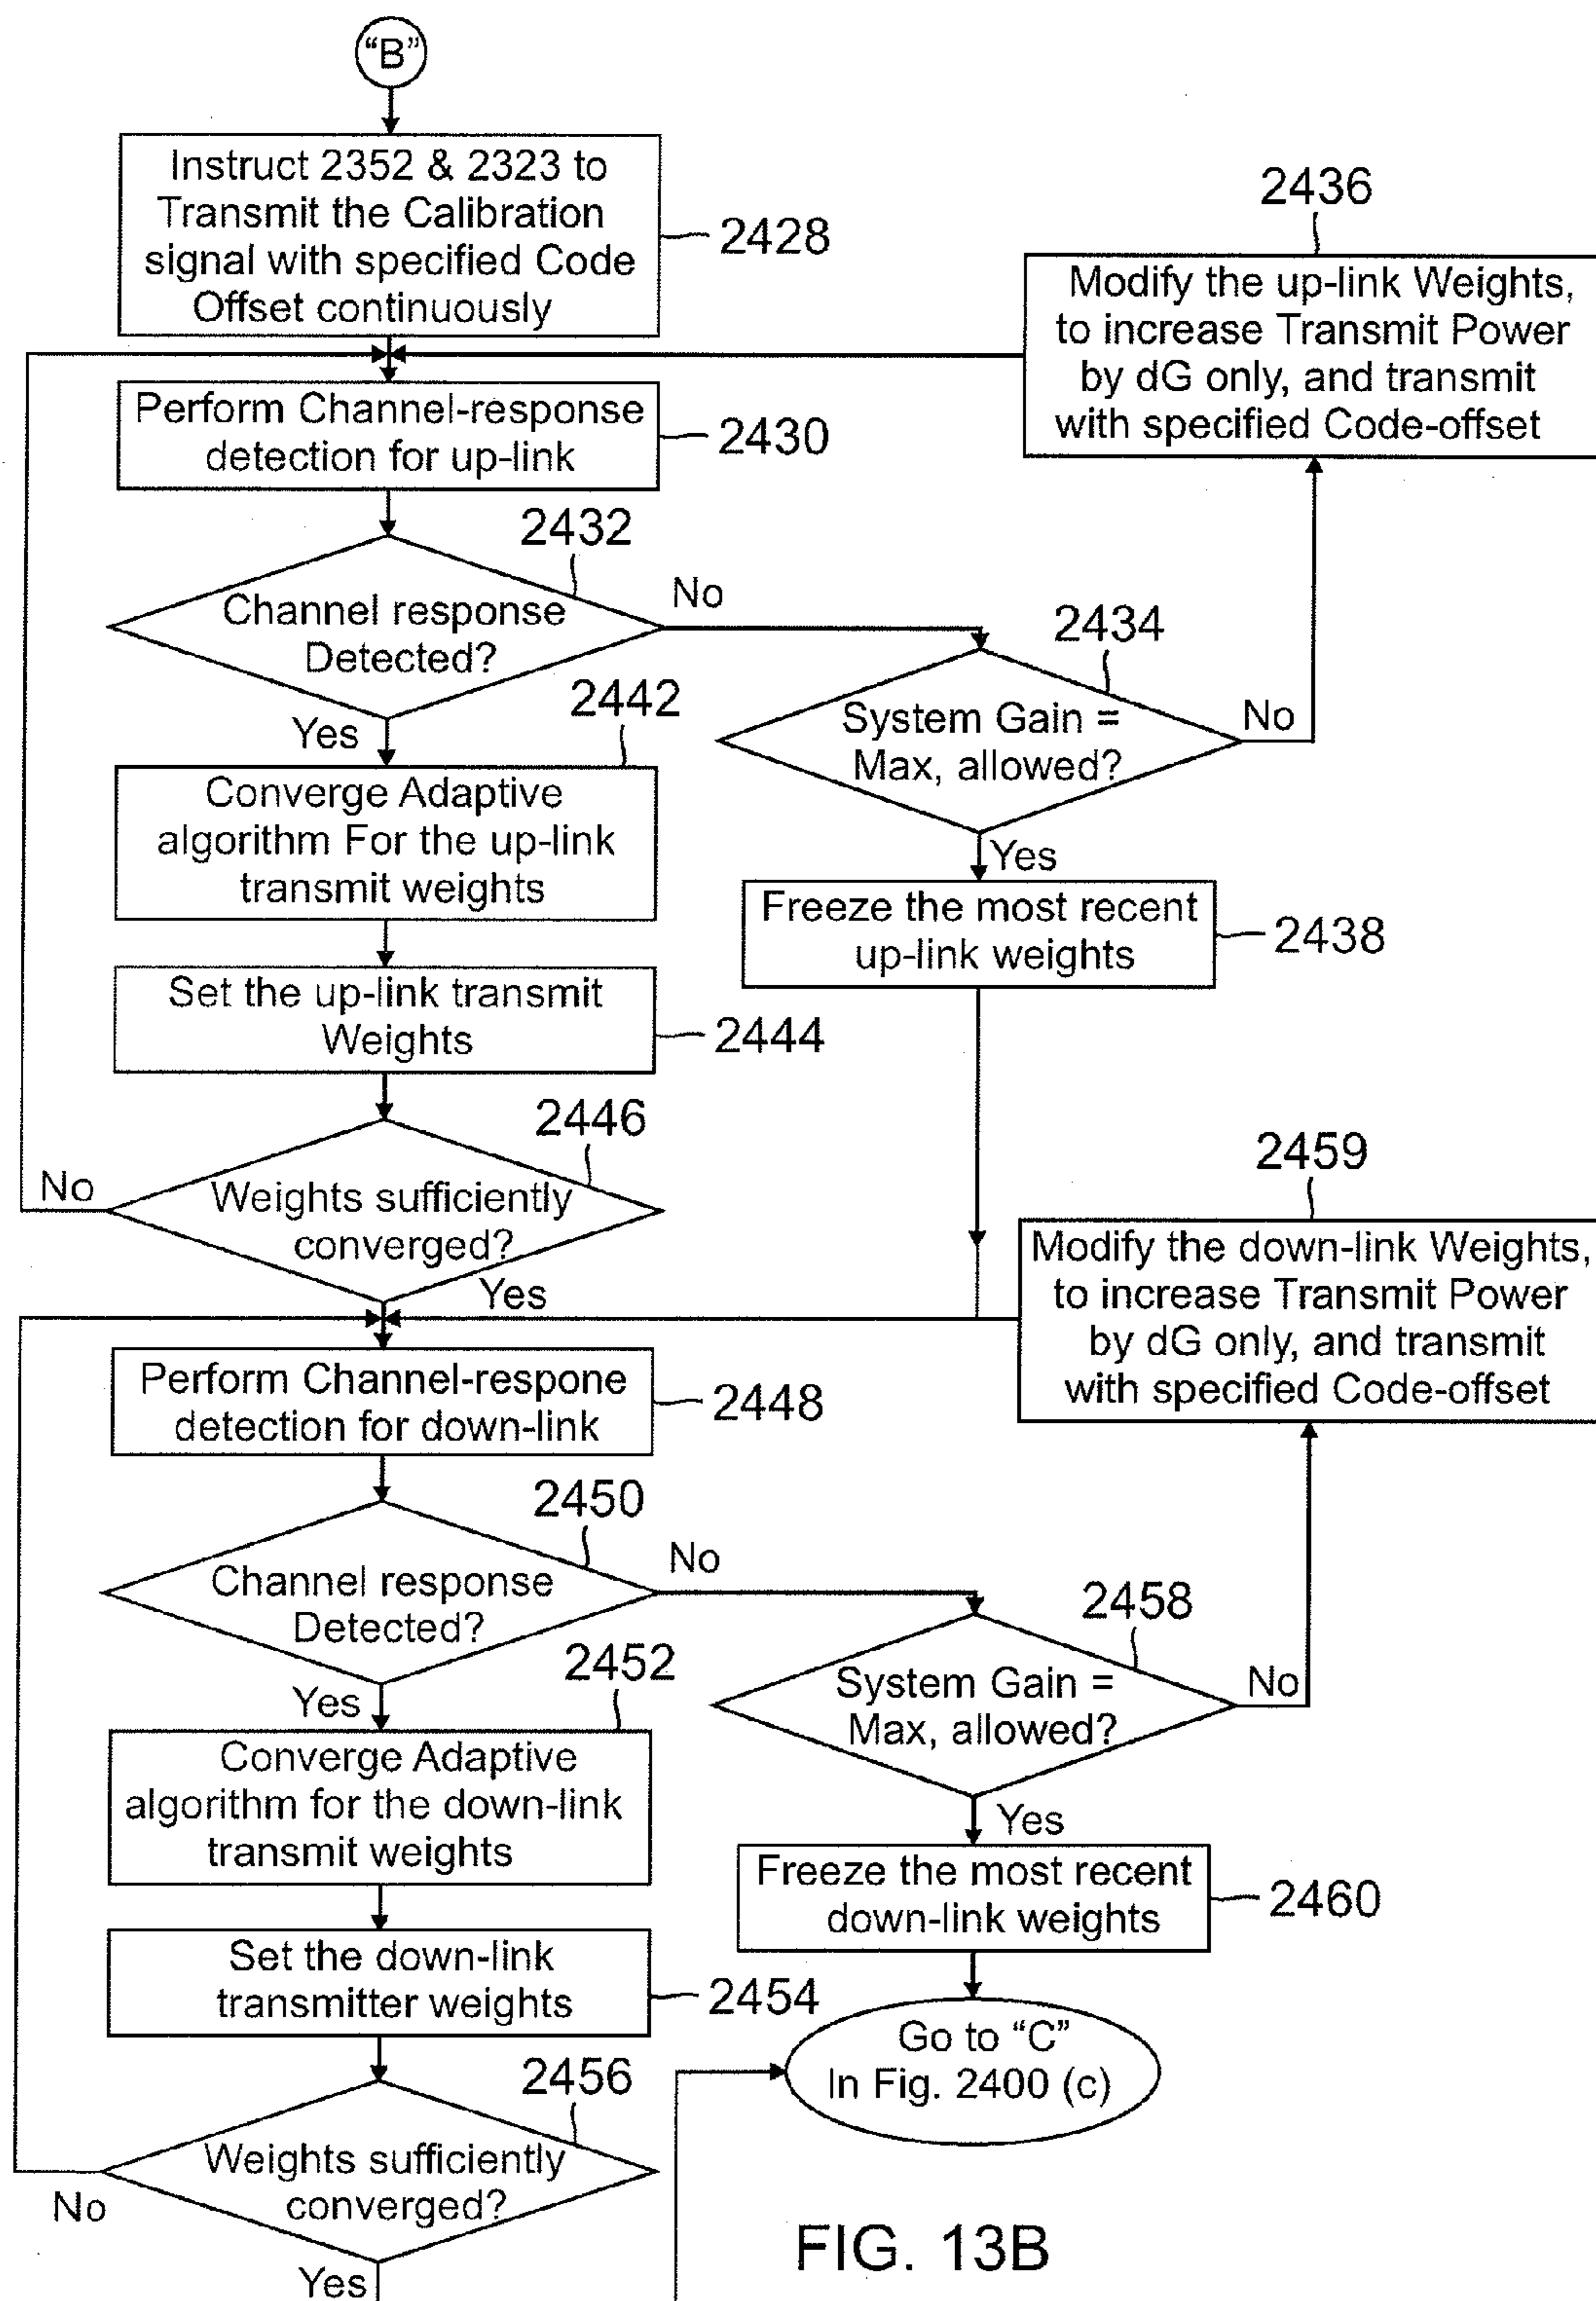 “B”
Instruct 2352 & 2323 to
Transmit the Calibration
signal with specified Code
Offset continuously
2428
2436
Modify the up-link Weights,
to increase Transmit Power
by dG only, and transmit
with specified Code-offset
Perform Channel-response
detection for up-link
2430
2432
Channel response
Detected?
No
2434
System Gain =
Max, allowed?
No
Yes
2442
Converge Adaptive
algorithm For the up-link
transmit weights
Yes
Freeze the most recent
up-link weights
2438
Set the up-link transmit
Weights
2444
2446
Weights sufficiently
converged?
No
Yes
2459
Modify the down-link Weights,
to increase Transmit Power
by dG only, and transmit
with specified Code-offset
Perform Channel-respone
detection for down-link
2448
2450
Channel response
Detected?
No
2458
System Gain =
Max, allowed?
No
Yes
2452
Converge Adaptive
algorithm for the down-link
transmit weights
Yes
Freeze the most recent
down-link weights
2460
Set the down-link
transmitter weights
2454
Go to “C”
In Fig. 2400 (c)
2456
Weights sufficiently
converged?
No
Yes
FIG. 13B